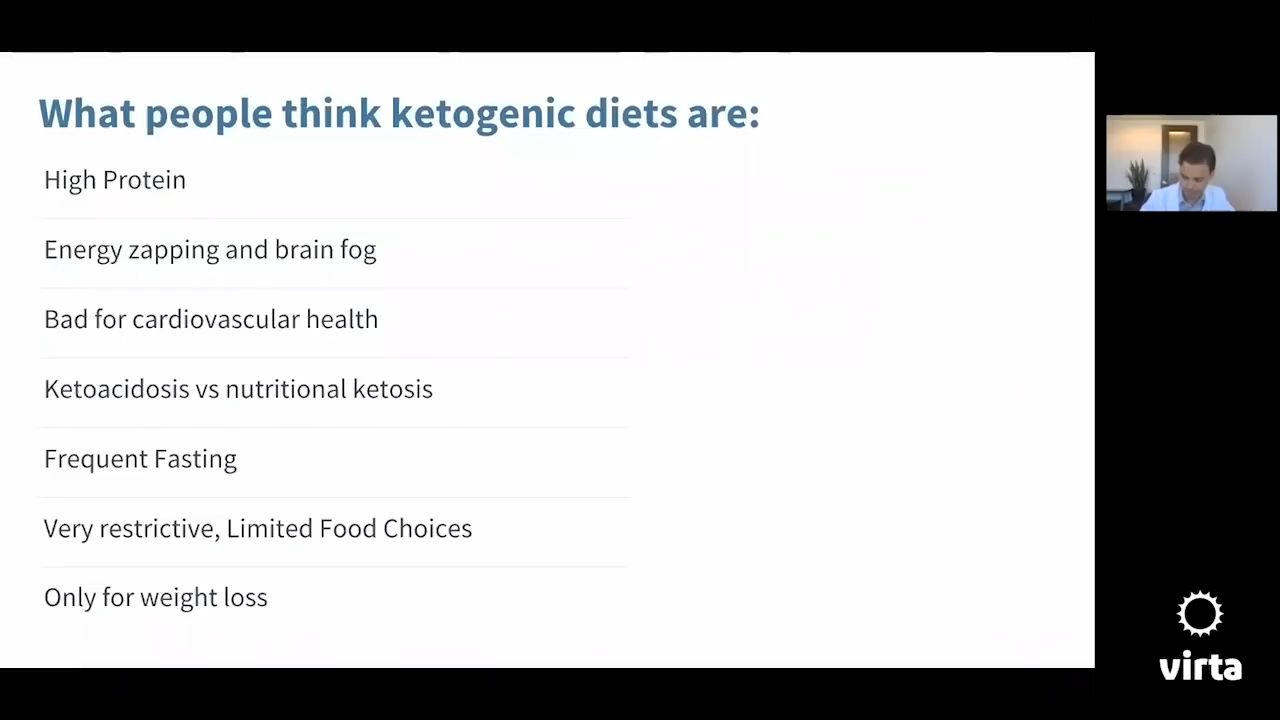 What people think ketogenic diets are:
High Protein
Energy zapping and brain fog
Bad for cardiovascular health
Ketoacidosis vs nutritional ketosis
Frequent Fasting
Very restrictive, Limited Food Choices
Only for weight loss
virta